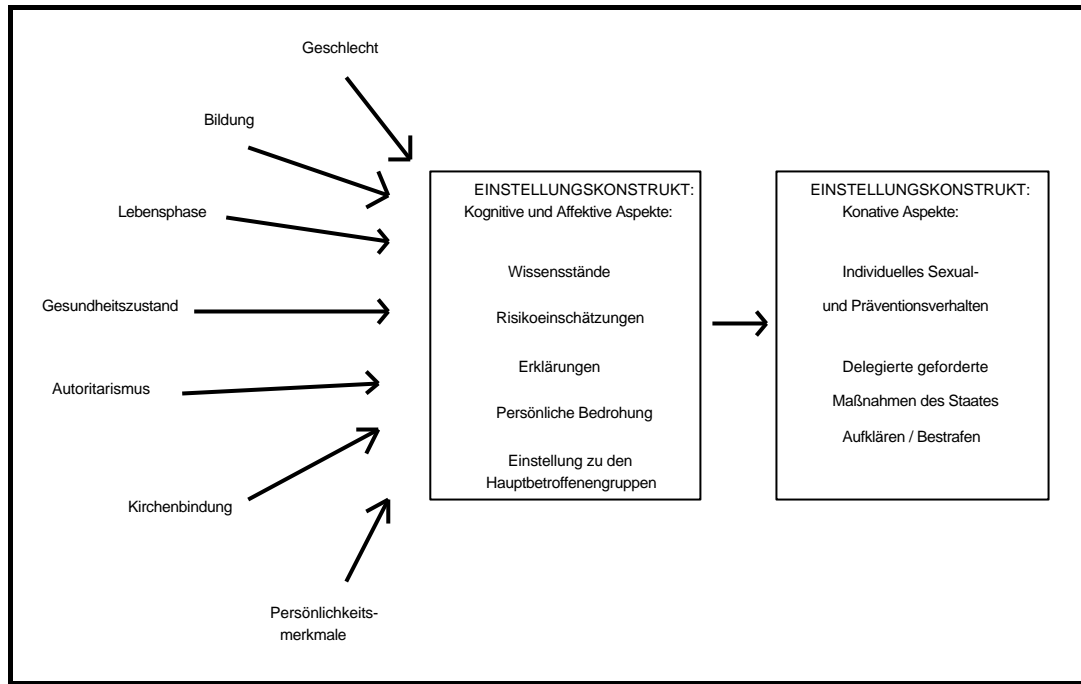 Geschlecht
Bildung
Lebensphase
Gesundheitszustand
Autoritarismus
Kirchenbindung
Persönlichkeits-
merkmale
EINSTELLUNGSKONSTRUKT:
Kognitive und Affektive Aspekte:
Wissensstände
Risikoeinschätzungen
Erklärungen
Persönliche Bedrohung
Einstellung zu den
Hauptbetroffenengruppen
EINSTELLUNGSKONSTRUKT:
Konative Aspekte:
Individuelles Sexual-
und Präventionsverhalten
Delegierte geforderte
Maßnahmen des Staates
Aufklären / Bestrafen